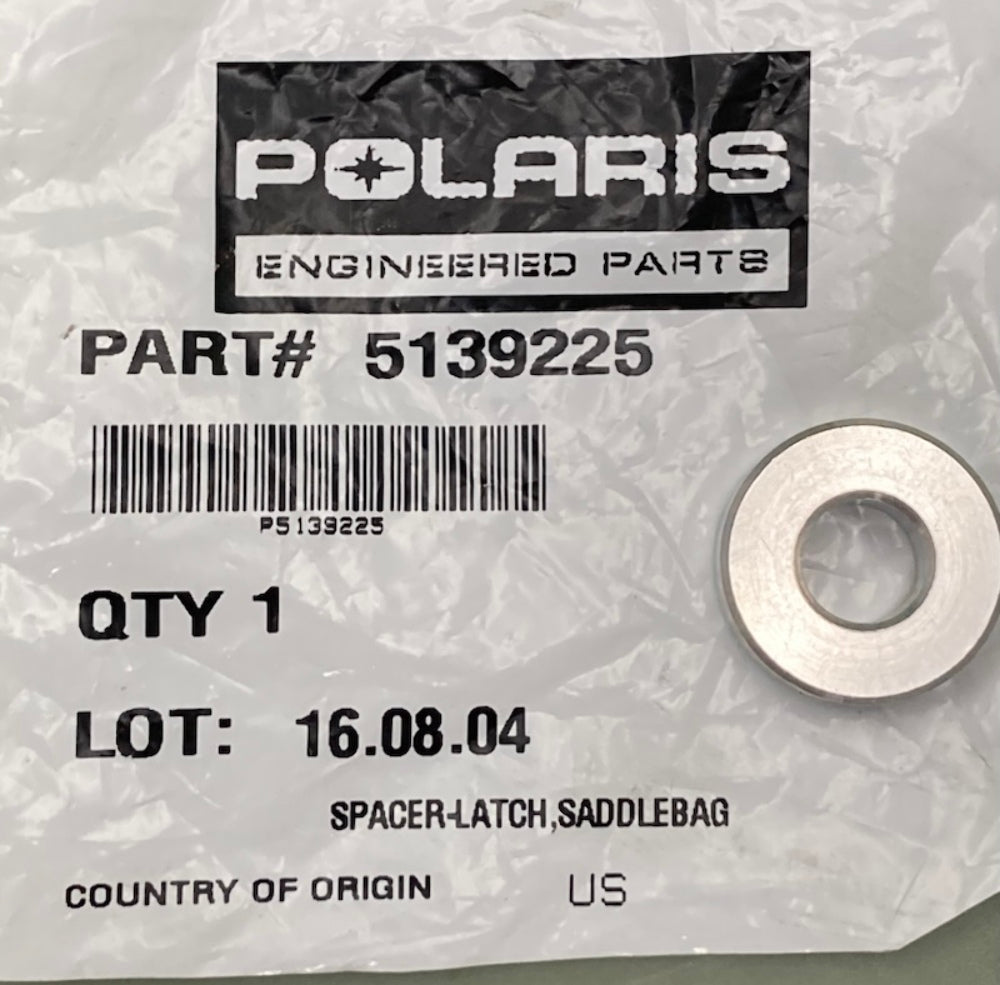 POLARIS
ENGINEERED PARTS
PART# 5139225
P5139225
QTY 1
LOT: 16.08.04
SPACER-LATCH,SADDLEBAG
COUNTRY OF ORIGIN US